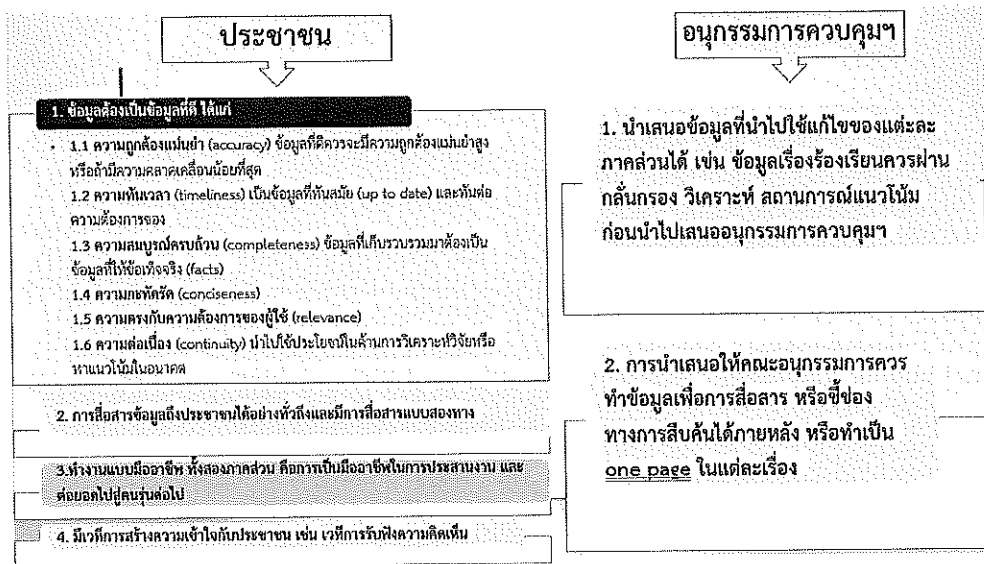 ประชาชน
1. ข้อมูลต้องเป็นข้อมูลที่ดี ได้แก่
• 1.1 ความถูกต้องแม่นยำ (accuracy) ข้อมูลที่ดีควรจะมีความถูกต้องแม่นยำสูง
หรือถ้ามีความคลาดเคลื่อนน้อยที่สุด
1.2 ความทันเวลา (timeliness) เป็นข้อมูลที่ทันสมัย (up to date) และทันต่อ
ความต้องการของ
1.3 ความสมบูรณ์ครบถ้วน (completeness) ข้อมูลที่เก็บรวบรวมมาต้องเป็น
ข้อมูลที่ให้ข้อเท็จจริง (facts)
1.4 ความกะทัดรัด (conciseness)
1.5 ความตรงกับความต้องการของผู้ใช้ (relevance)
1.6 ความต่อเนื่อง (continuity) นำไปใช้ประโยชน์ในด้านการวิเคราะห์วิจัยหรือ
หาแนวโน้มในอนาคต
2. การสื่อสารข้อมูลถึงประชาชนได้อย่างทั่วถึงและมีการสื่อสารแบบสองทาง
3.ทำงานแบบมืออาชีพ ทั้งสองภาคส่วน คือการเป็นมืออาชีพในการประสานงาน และ
ต่อยอดไปสู่คนรุ่นต่อไป
4. มีเวทีการสร้างความเข้าใจกับประชาชน เช่น เวทีการรับฟังความคิดเห็น
อนุกรรมการควบคุมฯ
1. นำเสนอข้อมูลที่นำไปใช้แก้ไขของแต่ะละ
ภาคส่วนได้ เช่น ข้อมูลเรื่องร้องเรียนควรฝ่าน
กลั่นกรอง วิเคราะห์ สถานการณ์แนวโน้ม
ก่อนนำไปเสนออนุกรรมการควบคุมฯ
2. การนำเสนอให้คณะอนุกรรมการควร
ทำข้อมูลเพื่อการสื่อสาร หรือชี้ช่อง
ทางการสืบค้นได้ภายหลัง หรือทำเป็น
one page ในแต่ละเรื่อง